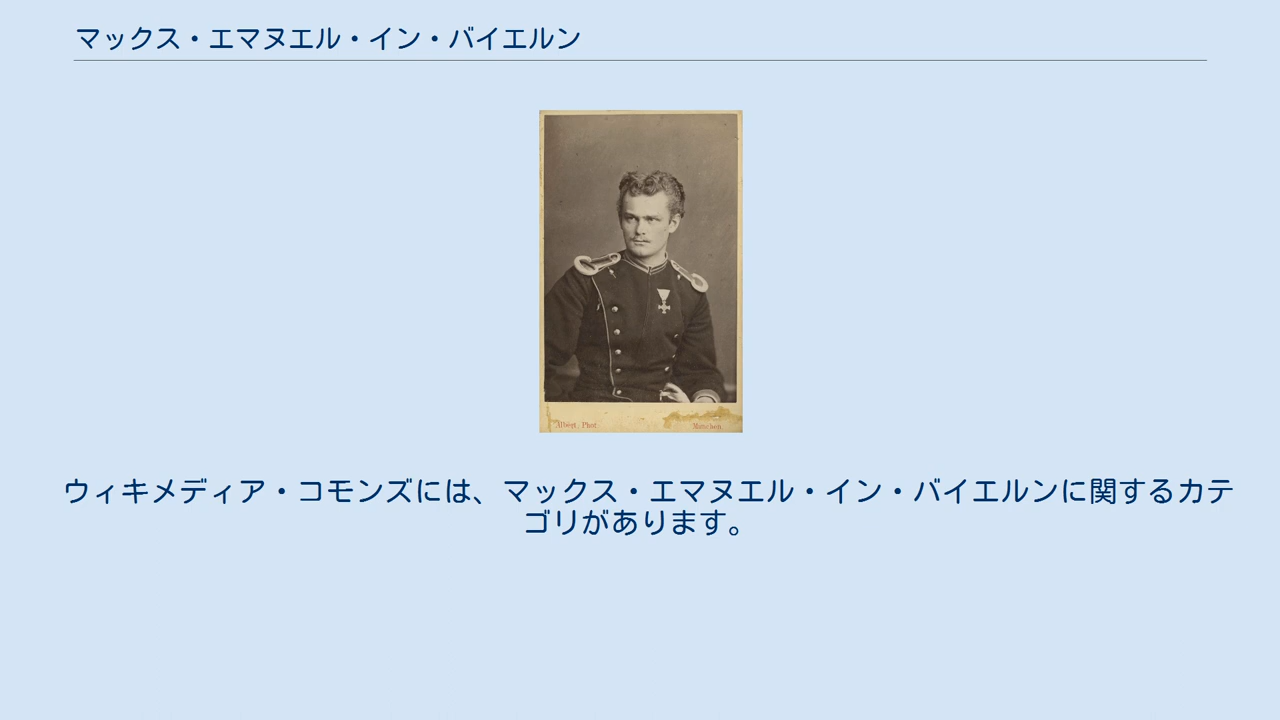 マックス・エマヌエル・イン・バイエルン
Albert, Phot
München.
ウィキメディア・コモンズには、マックス・エマヌエル・イン・バイエルンに関するカテ
ゴリがあります。